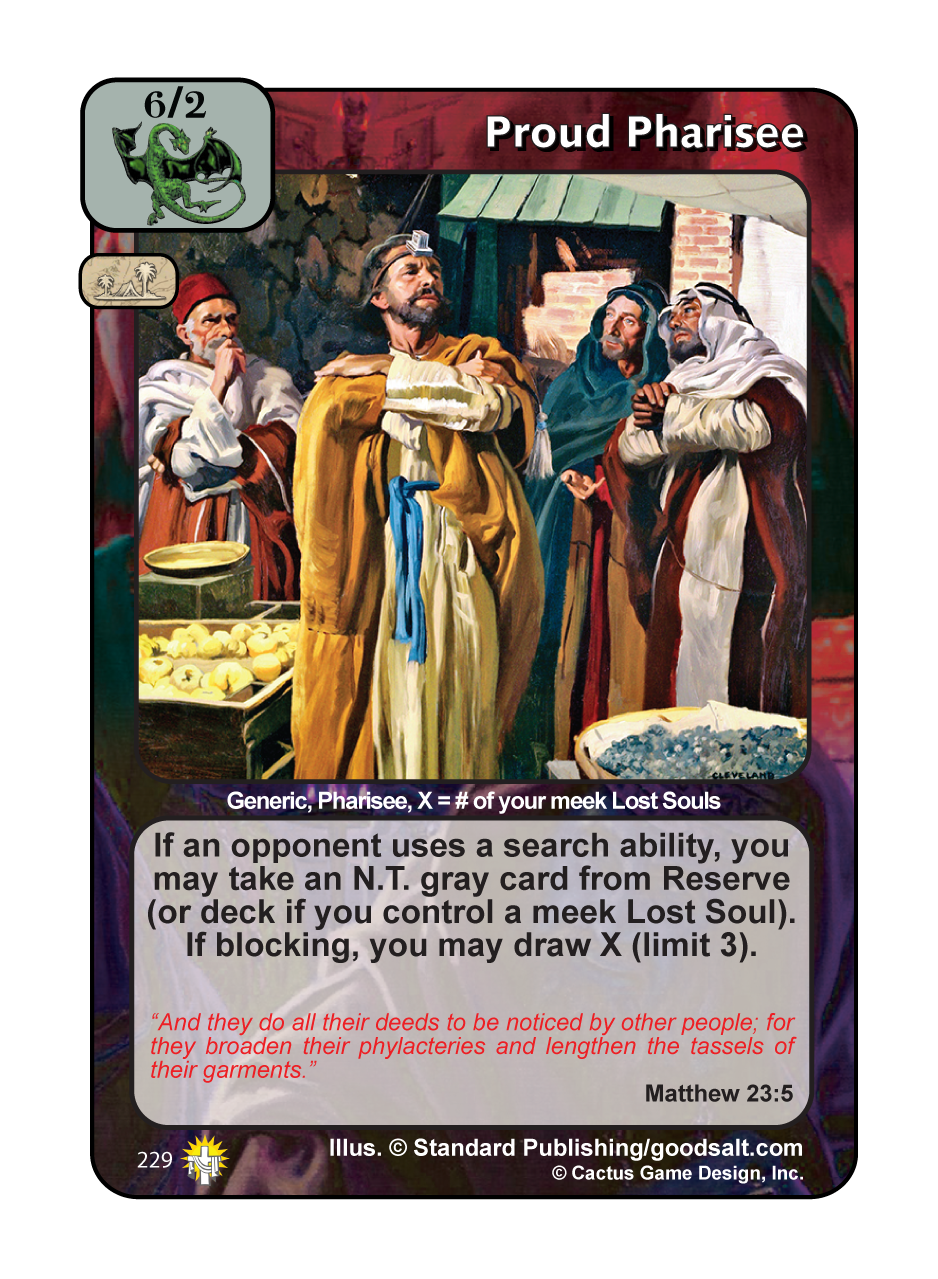 6/2
Proud Pharisee
CLEVELAND
Generic, Pharisee, X = # of your meek Lost Souls
If an opponent uses a search ability, you
may take an N.T. gray card from Reserve
(or deck if you control a meek Lost Soul).
If blocking, you may draw X (limit 3).
“And they do all their deeds to be noticed by other people; for
they broaden their phylacteries and lengthen the tassels of
their garments.”
Matthew 23:5
229
Illus. © Standard Publishing/goodsalt.com
© Cactus Game Design, Inc.